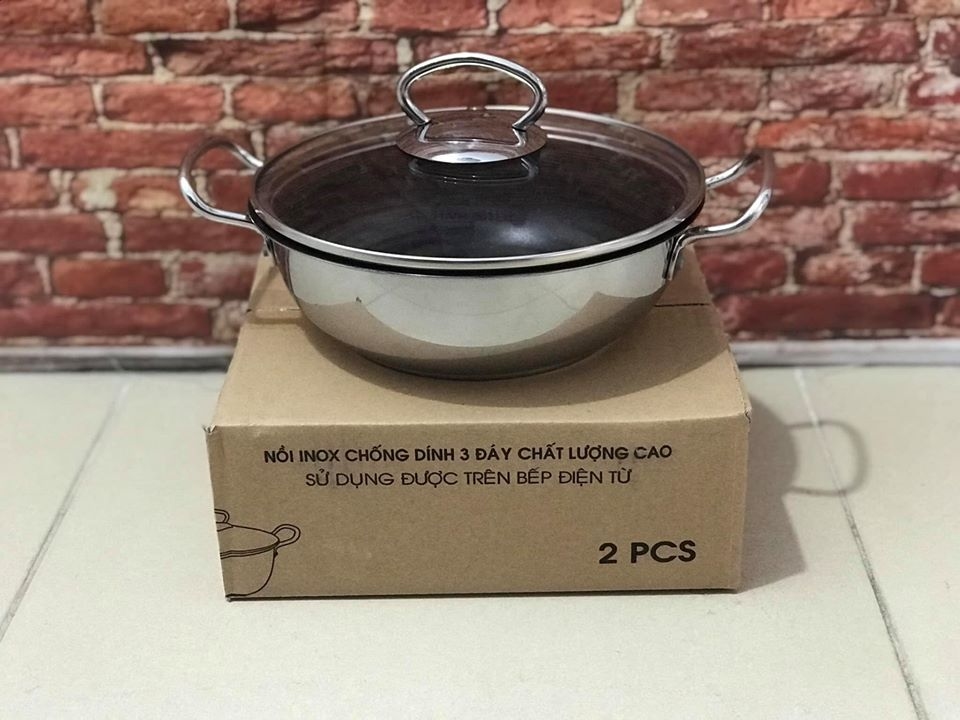 NỒI INOX CHỐNG DÍNH 3 ĐÁY CHẤT LƯỢNG CAO
SỬ DỤNG ĐƯỢC TRÊN BẾP ĐIỆN TỪ
2 PCS